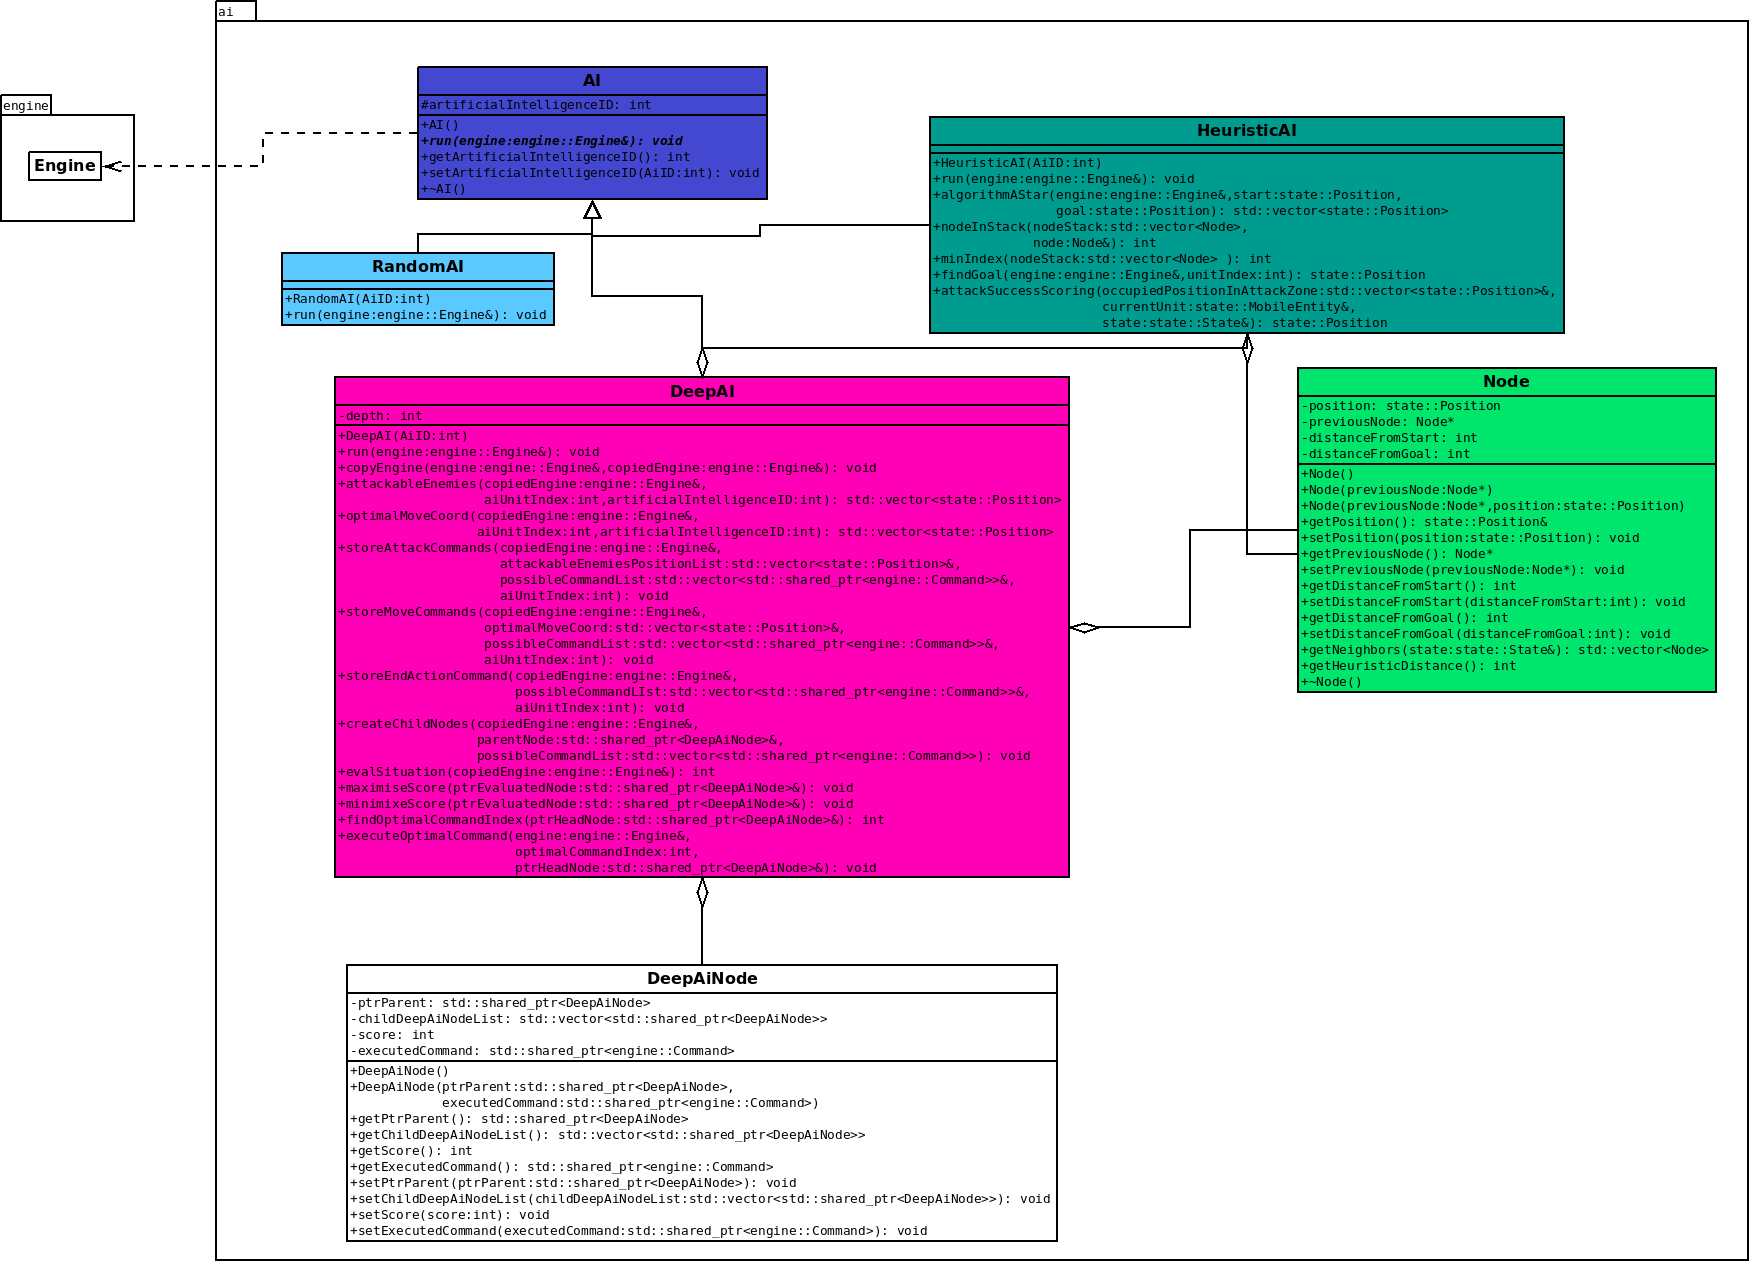 ai
engine
Engine
AI
#artificialIntelligenceID: int
+AI()
+run(engine:engine::Engine&): void
+getArtificialIntelligenceID(): int
+setArtificialIntelligenceID(AiID:int): void
+~AI()
HeuristicAI
+HeuristicAI(AiID:int)
+run(engine:engine::Engine&): void
+algorithmAStar(engine:engine::Engine&,start:state::Position,
goal:state::Position): std::vector<state::Position>
+nodeInStack(nodeStack:std::vector<Node>,
node:Node&): int
+minIndex(nodeStack:std::vector<Node> ): int
+findGoal(engine:engine::Engine&,unitIndex:int): state::Position
+attackSuccessScoring(occupiedPositionInAttackZone:std::vector<state::Position>&,
currentUnit:state::MobileEntity&,
state:state::State&): state::Position
RandomAI
+RandomAI(AiID:int)
+run(engine:engine::Engine&): void
DeepAI
-depth: int
+DeepAI(AiID:int)
+run(engine:engine::Engine&): void
+copyEngine(engine:engine::Engine&,copiedEngine:engine::Engine&): void
+attackableEnemies(copiedEngine:engine::Engine&,
aiUnitIndex:int,artificialIntelligenceID:int): std::vector<state::Position>
+optimalMoveCoord(copiedEngine:engine::Engine&,
aiUnitIndex:int,artificialIntelligenceID:int): std::vector<state::Position>
+storeAttackCommands(copiedEngine:engine::Engine&,
attackableEnemiesPositionList:std::vector<state::Position>&,
possibleCommandList:std::vector<std::shared_ptr<engine::Command>>&,
aiUnitIndex:int): void
+storeMoveCommands(copiedEngine:engine::Engine&,
optimalMoveCoord:std::vector<state::Position>&,
possibleCommandList:std::vector<std::shared_ptr<engine::Command>>&,
aiUnitIndex:int): void
+storeEndActionCommand(copiedEngine:engine::Engine&,
possibleCommandLIst:std::vector<std::shared_ptr<engine::Command>>&,
aiUnitIndex:int): void
+createChildNodes(copiedEngine:engine::Engine&,
parentNode:std::shared_ptr<DeepAiNode>&,
possibleCommandList:std::vector<std::shared_ptr<engine::Command>>): void
+evalSituation(copiedEngine:engine::Engine&): int
+maximiseScore(ptrEvaluatedNode:std::shared_ptr<DeepAiNode>&): void
+minimixeScore(ptrEvaluatedNode:std::shared_ptr<DeepAiNode>&): void
+findOptimalCommandIndex(ptrHeadNode:std::shared_ptr<DeepAiNode>&): int
+executeOptimalCommand(engine:engine::Engine&,
optimalCommandIndex:int,
ptrHeadNode:std::shared_ptr<DeepAiNode>&): void
Node
-position: state::Position
-previousNode: Node*
-distanceFromStart: int
-distanceFromGoal: int
+Node()
+Node(previousNode:Node*)
+Node(previousNode:Node*,position:state::Position)
+getPosition(): state::Position&
+setPosition(position:state::Position): void
+getPreviousNode(): Node*
+setPreviousNode(previousNode:Node*): void
+getDistanceFromStart(): int
+setDistanceFromStart(distanceFromStart:int): void
+getDistanceFromGoal(): int
+setDistanceFromGoal(distanceFromGoal:int): void
+getNeighbors(state:state::State&): std::vector<Node>
+getHeuristicDistance(): int
+~Node()
DeepAiNode
-ptrParent: std::shared_ptr<DeepAiNode>
-childDeepAiNodeList: std::vector<std::shared_ptr<DeepAiNode>>
-score: int
-executedCommand: std::shared_ptr<engine::Command>
+DeepAiNode()
+DeepAiNode(ptrParent:std::shared_ptr<DeepAiNode>,
executedCommand:std::shared_ptr<engine::Command>)
+getPtrParent(): std::shared_ptr<DeepAiNode>
+getChildDeepAiNodeList(): std::vector<std::shared_ptr<DeepAiNode>>
+getScore(): int
+getExecutedCommand(): std::shared_ptr<engine::Command>
+setPtrParent(ptrParent:std::shared_ptr<DeepAiNode>): void
+setChildDeepAiNodeList(childDeepAiNodeList:std::vector<std::shared_ptr<DeepAiNode>>): void
+setScore(score:int): void
+setExecutedCommand(executedCommand:std::shared_ptr<engine::Command>): void